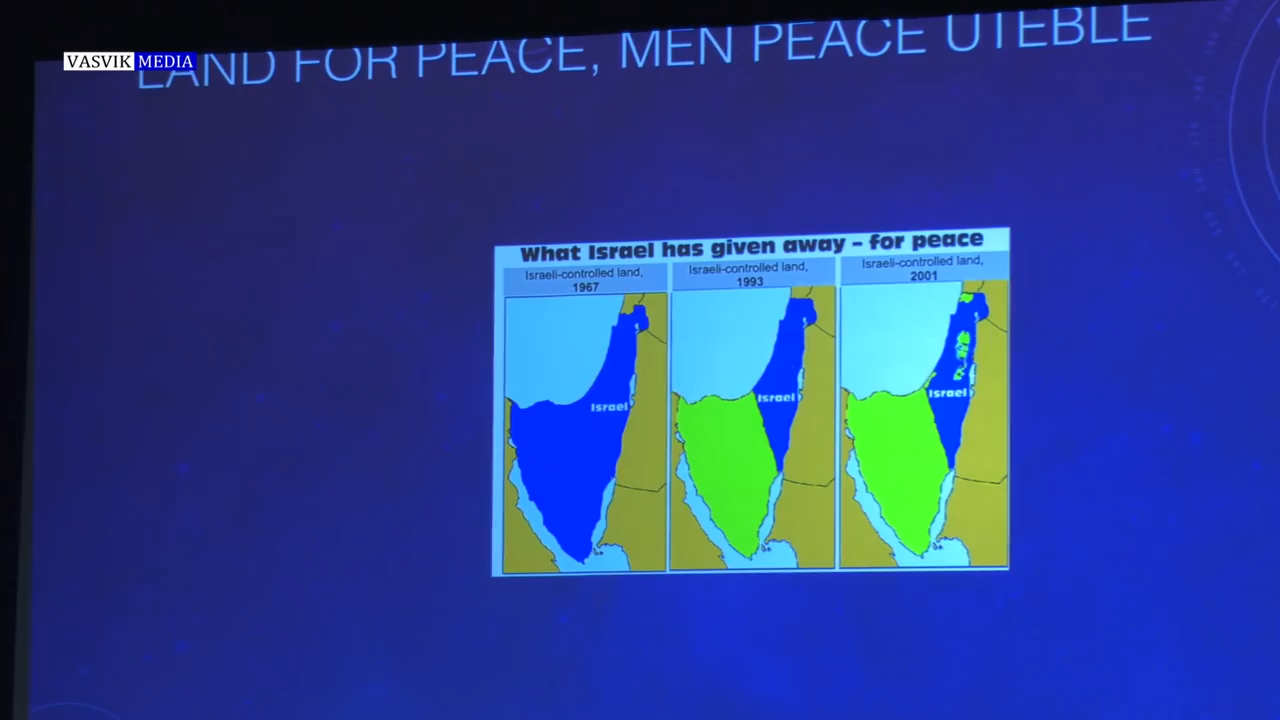 LAND FOR PEACE, MEN PEACE UTEBLE
VASVIK MEDIA
What Israel has given away – for peace
Israeli-controlled land,
1967
Israeli-controlled land,
1993
Israeli-controlled land,
2001
Israel
Israel
Israel